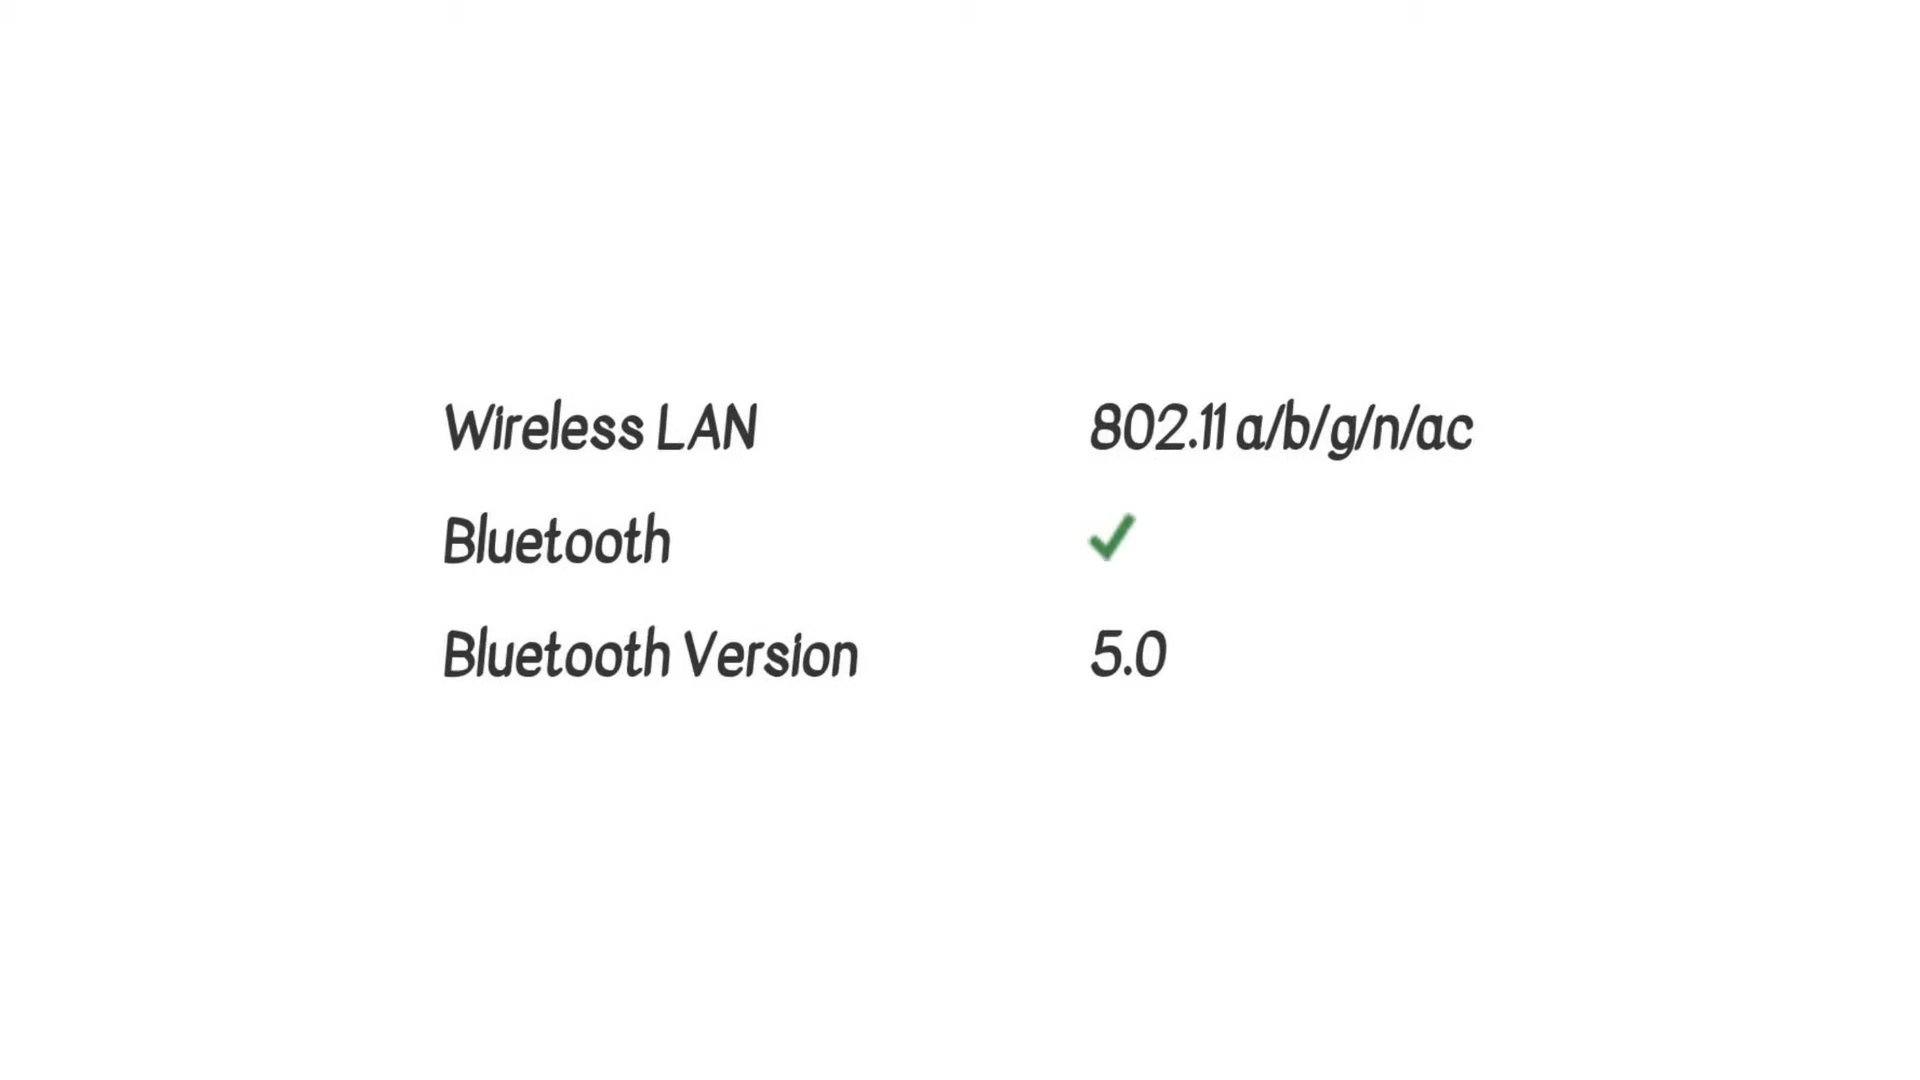 Wireless LAN 802.11 a/b/g/n/ac
Bluetooth ✓
Bluetooth Version 5.0